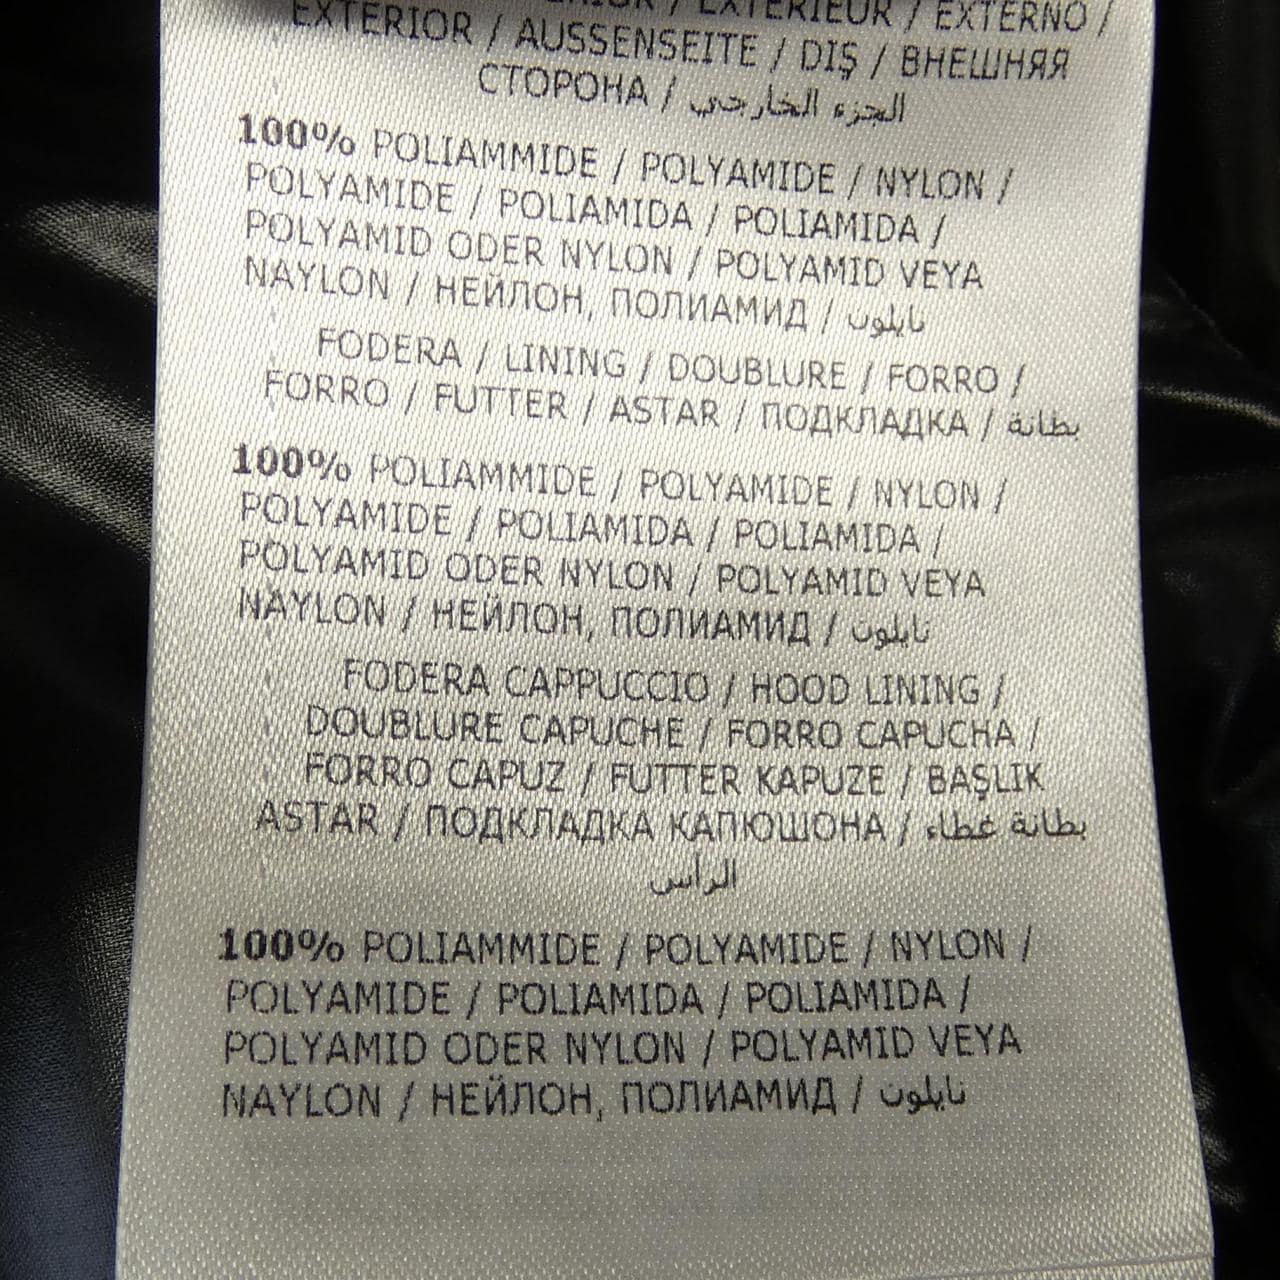 EXTÉRIEUR / EXTERNO /
EXTERIOR / AUSSENSEITE / DIŞ / ВНЕШНЯЯ
СТОРОНА / الجزء الخارجي
100% POLIAMMIDE / POLYAMIDE / NYLON /
POLYAMIDE / POLIAMIDA / POLIAMIDA /
POLYAMID ODER NYLON / POLYAMID VEYA
NAYLON / НЕЙЛОН, ПОЛИАМИД / نايلون
FODERA / LINING / DOUBLURE / FORRO /
FORRO / FUTTER / ASTAR / ПОДКЛАДКА / بطانة
100% POLIAMMIDE / POLYAMIDE / NYLON /
POLYAMIDE / POLIAMIDA / POLIAMIDA /
POLYAMID ODER NYLON / POLYAMID VEYA
NAYLON / НЕЙЛОН, ПОЛИАМИД / نايلون
FODERA CAPPUCCIO / HOOD LINING /
DOUBLURE CAPUCHE / FORRO CAPUCHA /
FORRO CAPUZ / FUTTER KAPUZE / BAŞLIK
ASTAR / ПОДКЛАДКА КАПЮШОНА / بطانة غطاء
الرأس
100% POLIAMMIDE / POLYAMIDE / NYLON /
POLYAMIDE / POLIAMIDA / POLIAMIDA /
POLYAMID ODER NYLON / POLYAMID VEYA
NAYLON / НЕЙЛОН, ПОЛИАМИД / نايلون